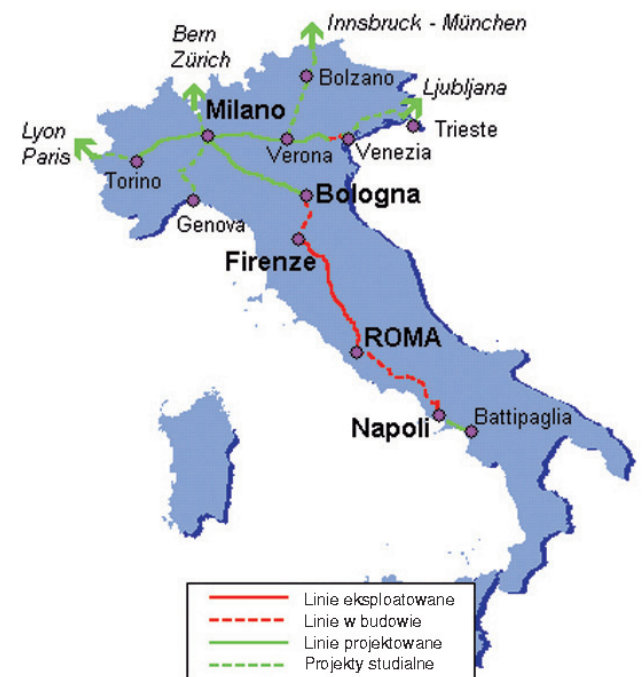 Innsbruck - München
Bern
Zürich
Bolzano
Ljubljana
Milano
Lyon
Paris
Trieste
Verona
Venezia
Torino
Bologna
Genova
Firenze
ROMA
Napoli
Battipaglia
Linie eksploatowane
Linie w budowie
Linie projektowane
Projekty studialne